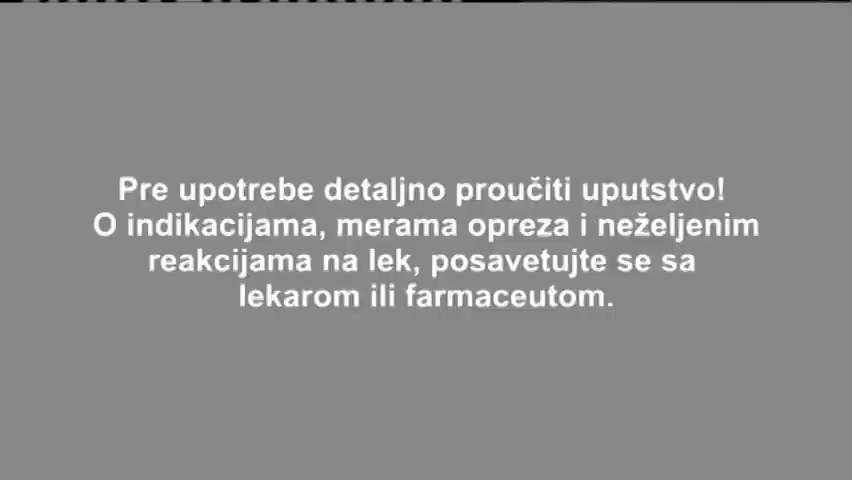 Pre upotrebe detaljno proučiti uputstvo!
O indikacijama, merama opreza i neželjenim
reakcijama na lek, posavetujte se sa
lekarom ili farmaceutom.